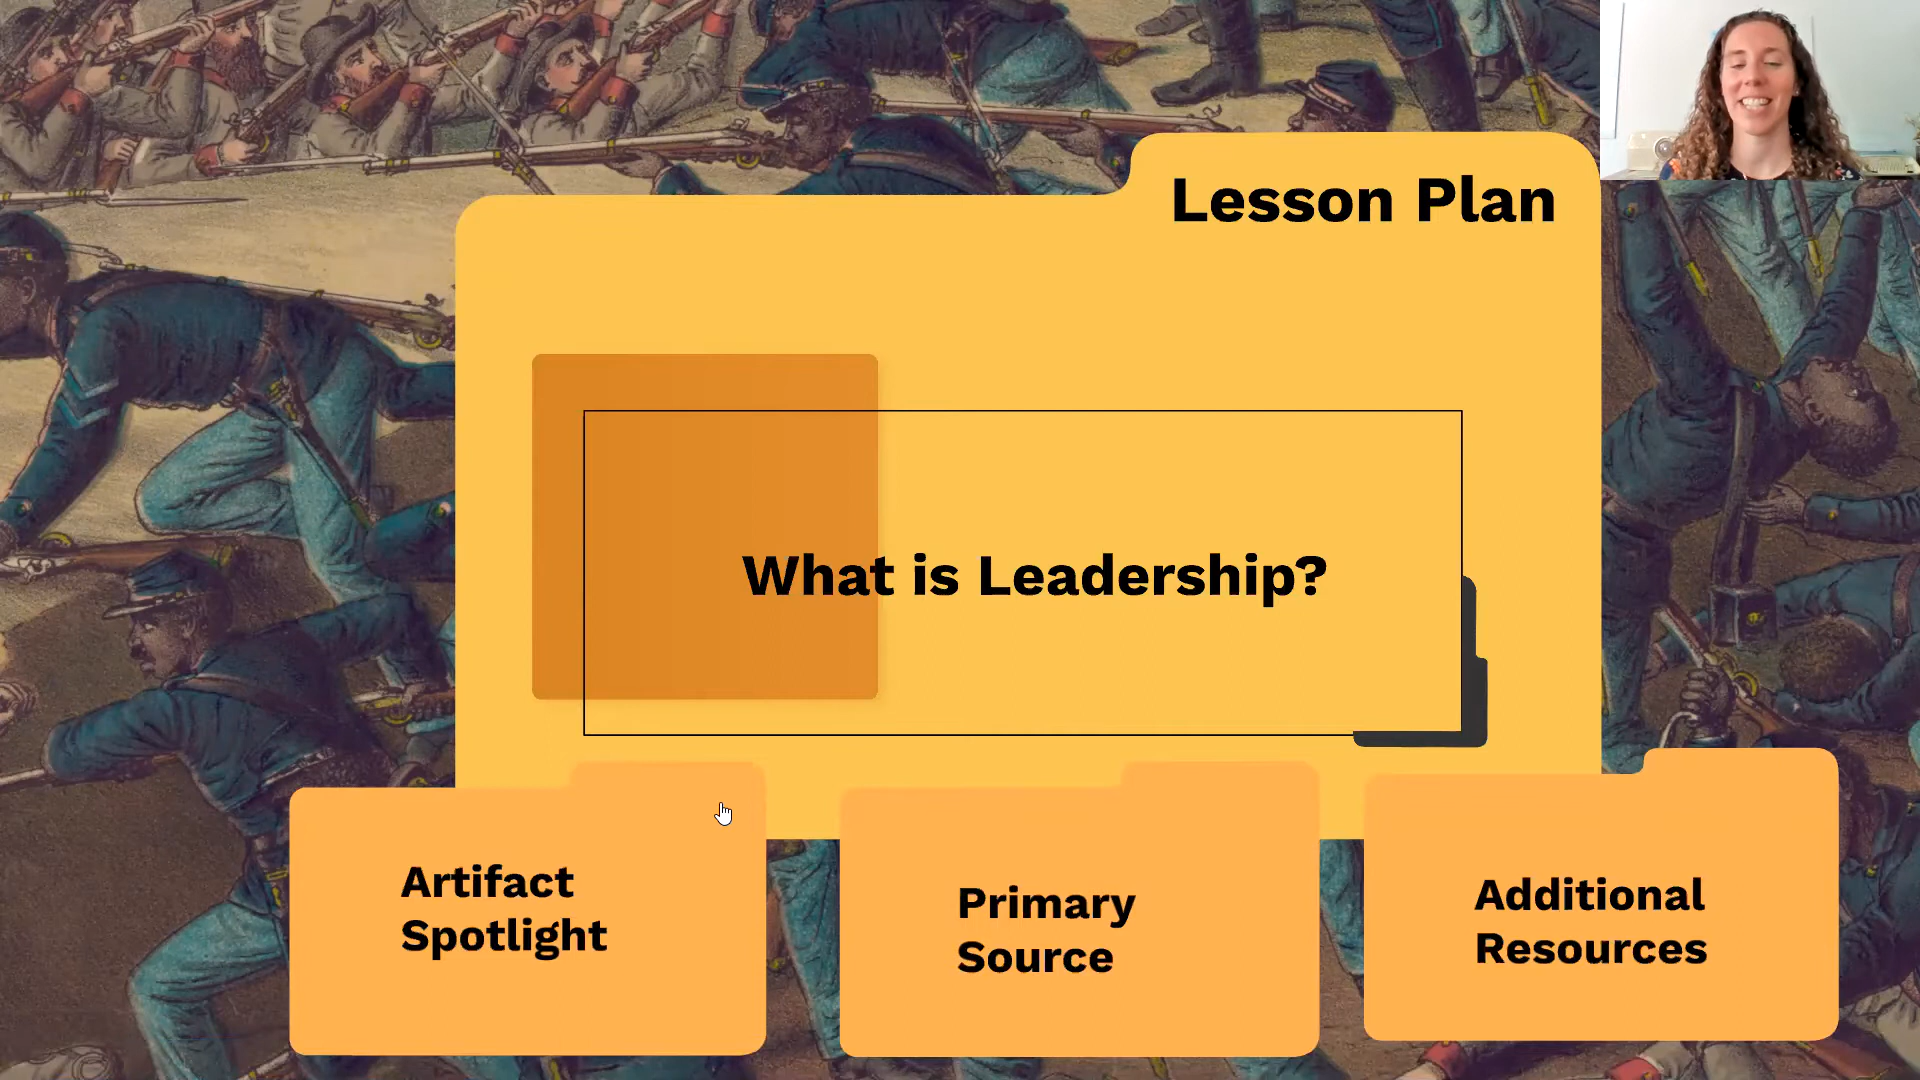 Lesson Plan
What is Leadership?
Artifact
Spotlight
Primary
Source
Additional
Resources